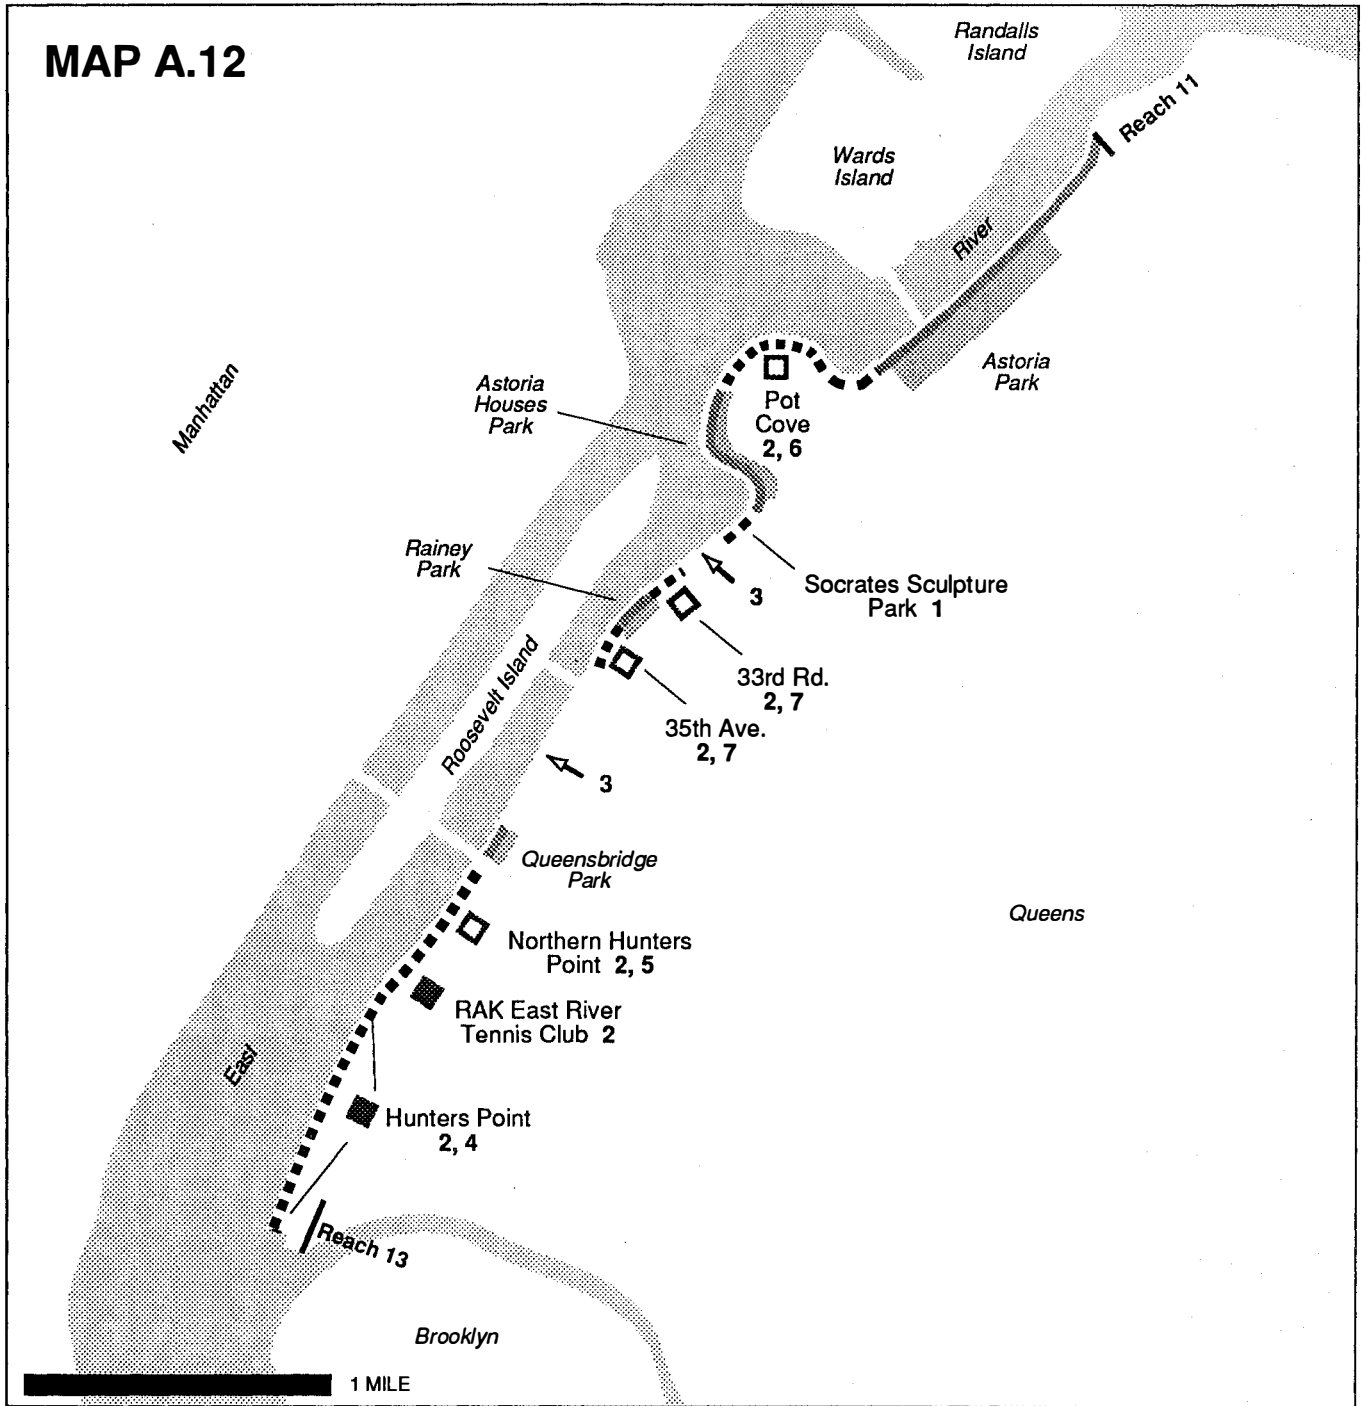 MAP A.12
Randalls
Island
Reach 11
Wards
Island
River
Astoria
Park
Manhattan
Astoria
Houses
Park
Pot
Cove
2, 6
Rainey
Park
3
Socrates Sculpture
Park 1
33rd Rd.
2, 7
Roosevelt Island
35th Ave.
2, 7
3
Queensbridge
Park
Queens
Northern Hunters
Point 2, 5
RAK East River
Tennis Club 2
East
Hunters Point
2, 4
Reach 13
Brooklyn
1 MILE